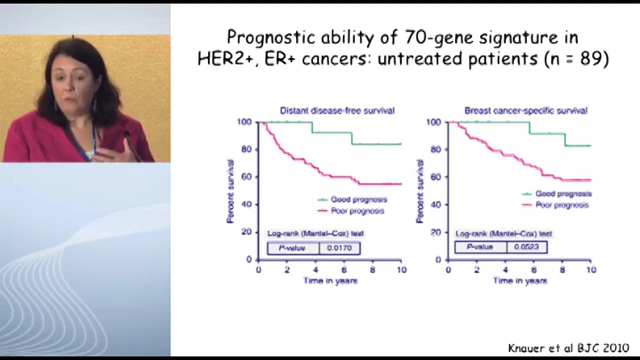 Prognostic ability of 70-gene signature in
HER2+, ER+ cancers: untreated patients (n = 89)
Distant disease-free survival
Percent survival
100
80
60
40
20
0
Good prognosis
Poor prognosis
Log-rank (Mantel–Cox) test
P-value 0.0170
0 2 4 6 8 10
Time in years
Breast cancer-specific survival
Percent survival
100
80
60
40
20
0
Good prognosis
Poor prognosis
Log-rank (Mantel–Cox) test
P-value 0.0523
0 2 4 6 8 10
Time in years
Knauer et al BJC 2010